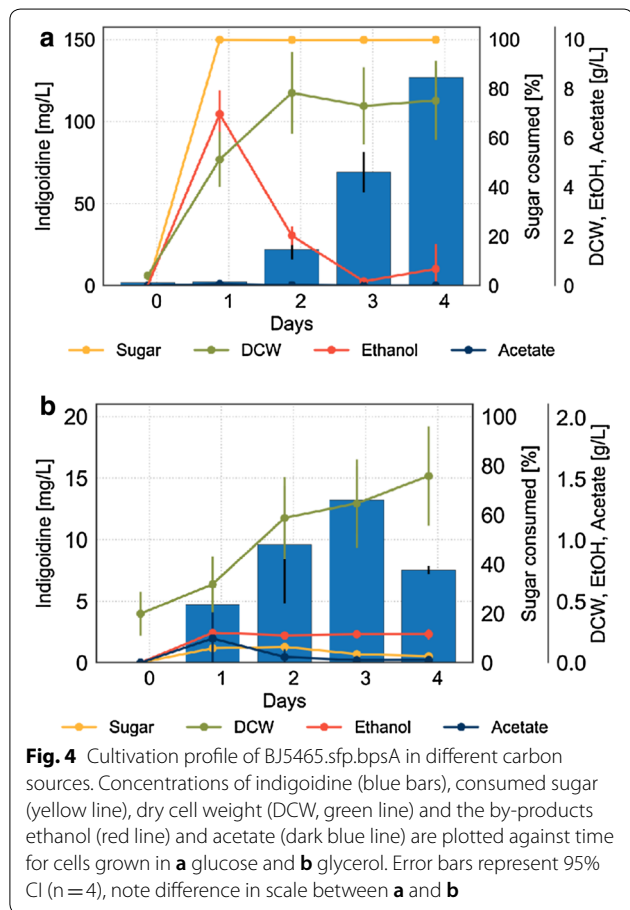 a
150
100
50
0
Indigoidine [mg/L]
100
80
60
40
20
0
Sugar cosumed [%]
10
8
6
4
2
0
DCW, EtOH, Acetate [g/L]
0 1 2 3 4
Days
Sugar DCW Ethanol Acetate
b
20
15
10
5
0
Indigoidine [mg/L]
100
80
60
40
20
0
Sugar consumed [%]
2.0
1.5
1.0
0.5
0.0
DCW, EtOH, Acetate [g/L]
0 1 2 3 4
Days
Sugar DCW Ethanol Acetate
Fig. 4 Cultivation profile of BJ5465.sfp.bpsA in different carbon
sources. Concentrations of indigoidine (blue bars), consumed sugar
(yellow line), dry cell weight (DCW, green line) and the by-products
ethanol (red line) and acetate (dark blue line) are plotted against time
for cells grown in a glucose and b glycerol. Error bars represent 95%
CI (n = 4), note difference in scale between a and b